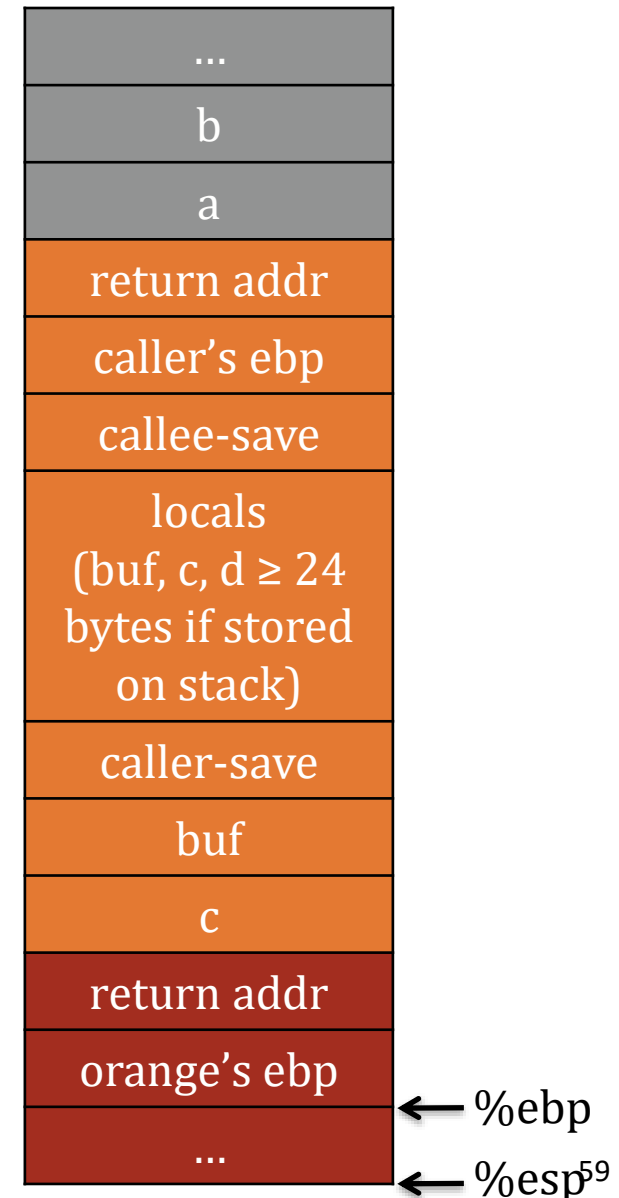 …
b
a
return addr
caller’s ebp
callee-save
locals
(buf, c, d ≥ 24
bytes if stored
on stack)
caller-save
buf
c
return addr
orange’s ebp
%ebp
…
%esp
59